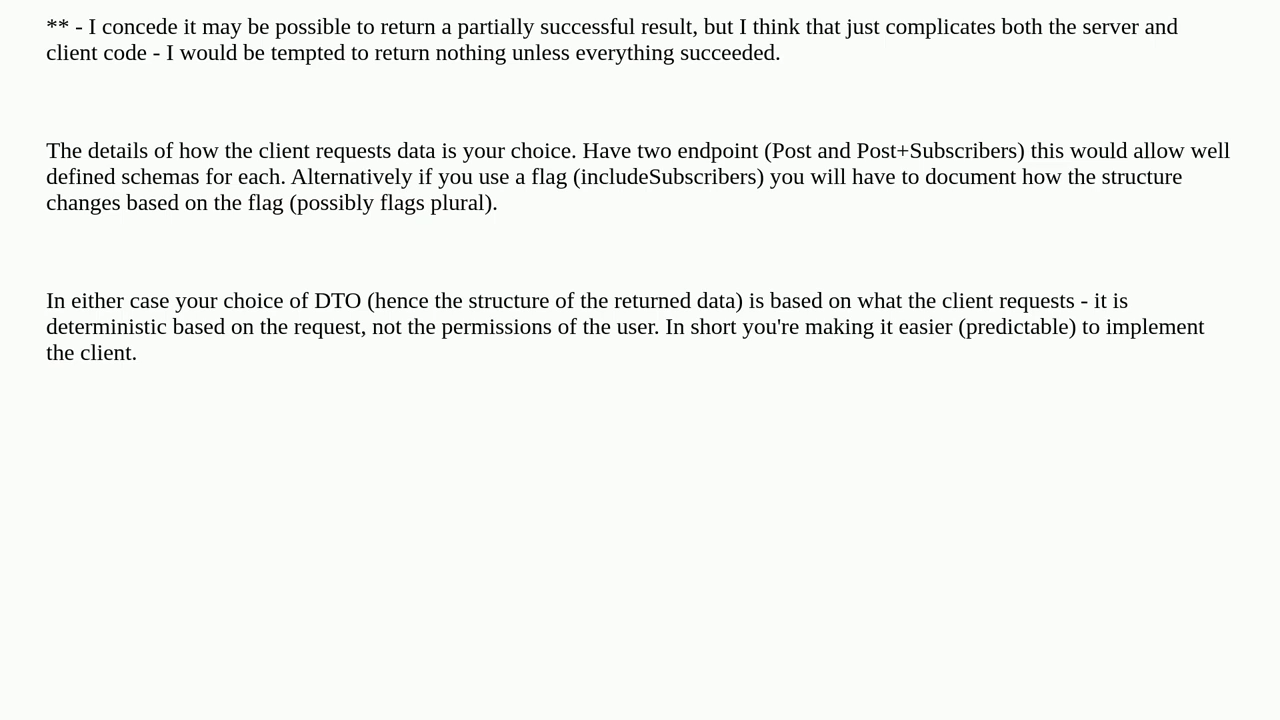 ** - I concede it may be possible to return a partially successful result, but I think that just complicates both the server and
client code - I would be tempted to return nothing unless everything succeeded.
The details of how the client requests data is your choice. Have two endpoint (Post and Post+Subscribers) this would allow well
defined schemas for each. Alternatively if you use a flag (includeSubscribers) you will have to document how the structure
changes based on the flag (possibly flags plural).
In either case your choice of DTO (hence the structure of the returned data) is based on what the client requests - it is
deterministic based on the request, not the permissions of the user. In short you're making it easier (predictable) to implement
the client.